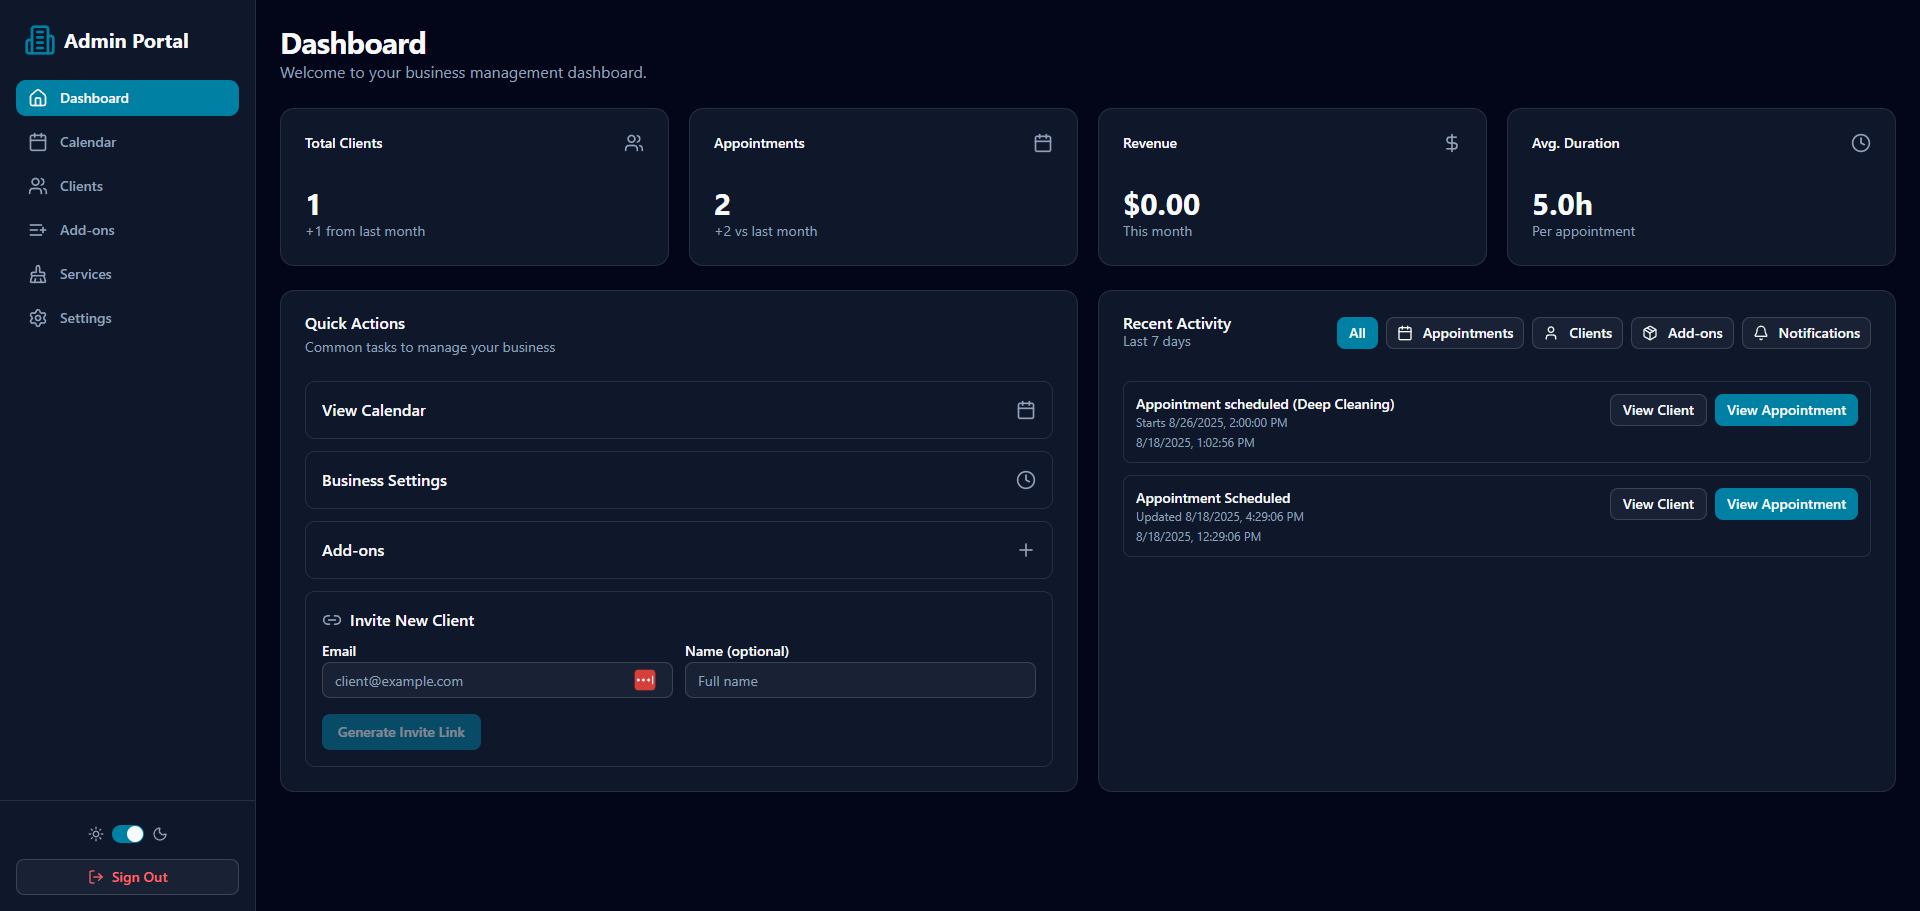 Admin Portal
Dashboard
Calendar
Clients
Add-ons
Services
Settings
Sign Out
Dashboard
Welcome to your business management dashboard.
Total Clients
1
+1 from last month
Appointments
2
+2 vs last month
Revenue
$0.00
This month
Avg. Duration
5.0h
Per appointment
Quick Actions
Common tasks to manage your business
View Calendar
Business Settings
Add-ons
Invite New Client
Email
client@example.com
Name (optional)
Full name
Generate Invite Link
Recent Activity
Last 7 days
All
Appointments
Clients
Add-ons
Notifications
Appointment scheduled (Deep Cleaning)
Starts 8/26/2025, 2:00:00 PM
8/18/2025, 1:02:56 PM
View Client
View Appointment
Appointment Scheduled
Updated 8/18/2025, 4:29:06 PM
8/18/2025, 12:29:06 PM
View Client
View Appointment